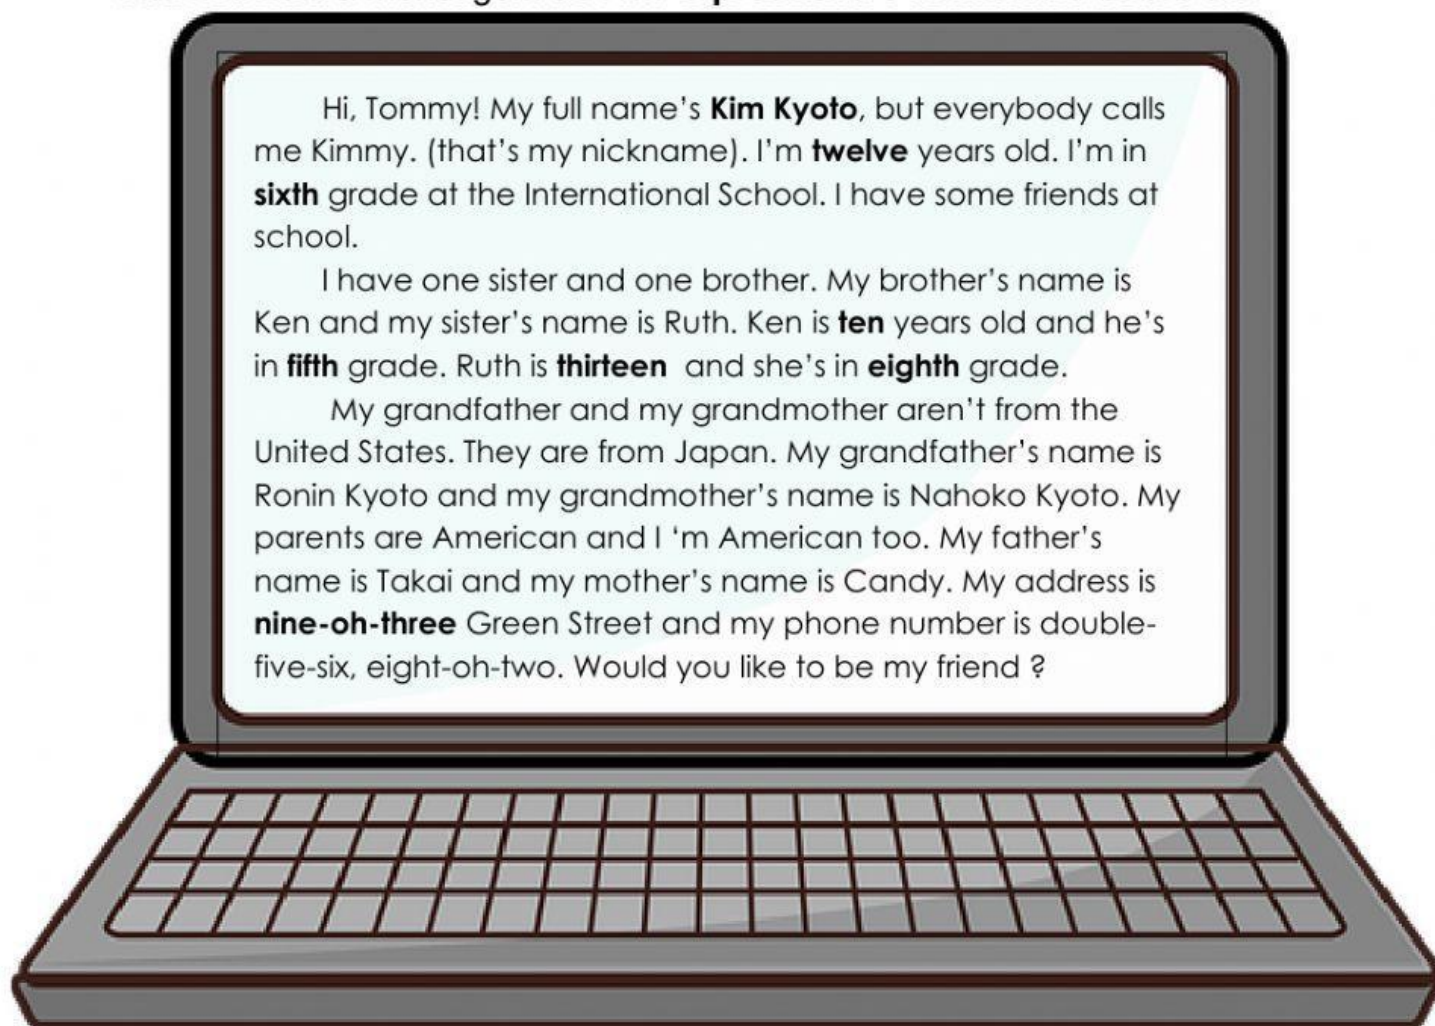 Hi, Tommy! My full name's Kim Kyoto, but everybody calls
me Kimmy. (that's my nickname). I'm twelve years old. I'm in
sixth grade at the International School. I have some friends at
school.
I have one sister and one brother. My brother's name is
Ken and my sister's name is Ruth. Ken is ten years old and he's
in fifth grade. Ruth is thirteen and she's in eighth grade.
My grandfather and my grandmother aren't from the
United States. They are from Japan. My grandfather's name is
Ronin Kyoto and my grandmother's name is Nahoko Kyoto. My
parents are American and I 'm American too. My father's
name is Takai and my mother's name is Candy. My address is
nine-oh-three Green Street and my phone number is double-
five-six, eight-oh-two. Would you like to be my friend ?